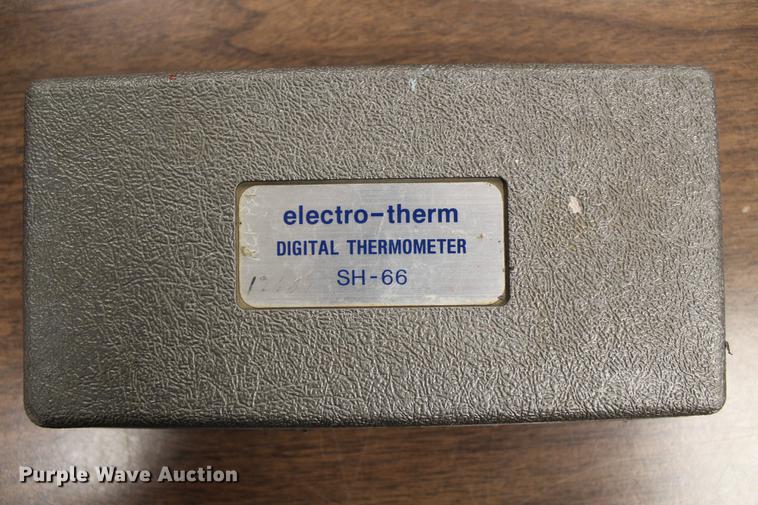 electro-therm
DIGITAL THERMOMETER
SH-66
Purple Wave Auction